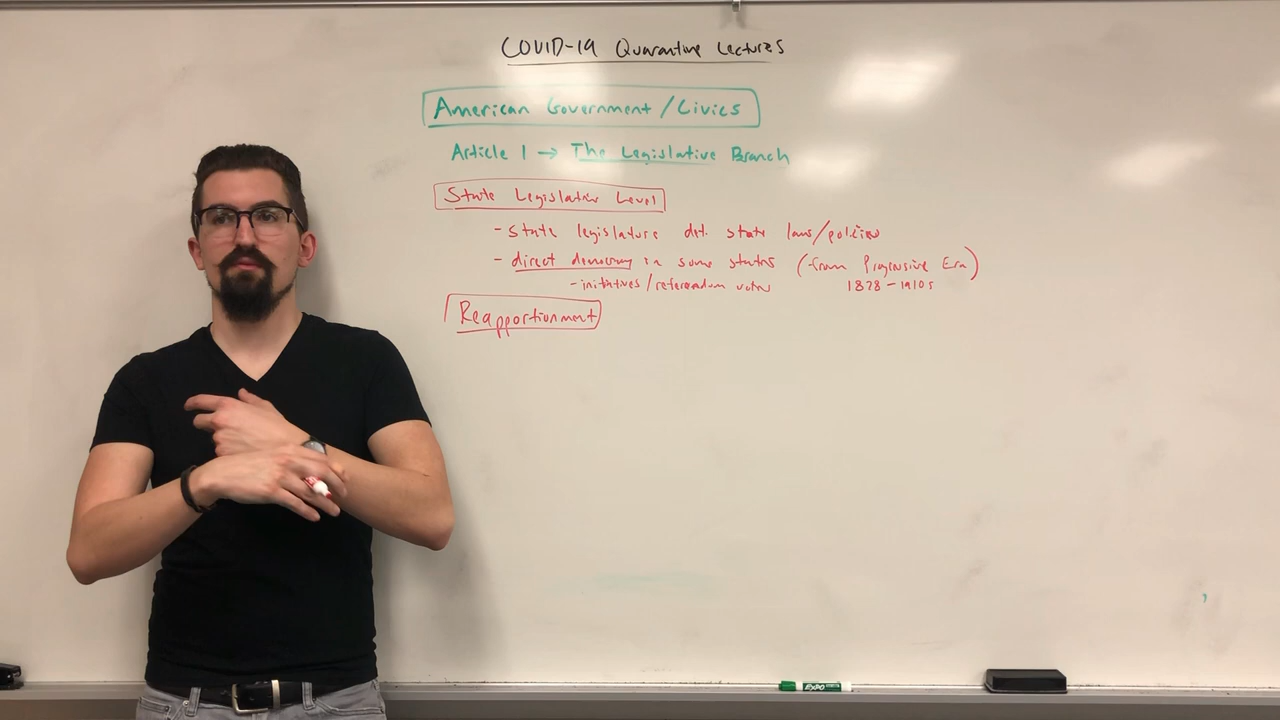 COVID-19 Quarantine Lectures
American Government/Civics
Article 1 → The Legislative Branch
State Legislative Level
- State legislature det. state laws/policies
- direct democracy in some states (from Progressive Era)
- initiatives/referendum votes 1878-1910s
Reapportionment
EXPO